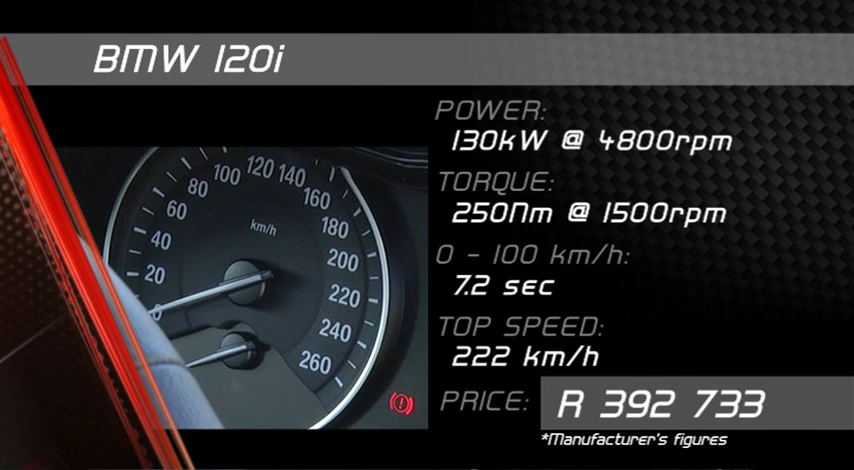 BMW 120i
POWER:
130kW @ 4800rpm
TORQUE:
250Nm @ 1500rpm
0 - 100 km/h:
7.2 sec
TOP SPEED:
222 km/h
PRICE: R 392 733
*Manufacturer's figures
0
20
40
60
80
100
120
140
160
180
200
220
240
260
km/h